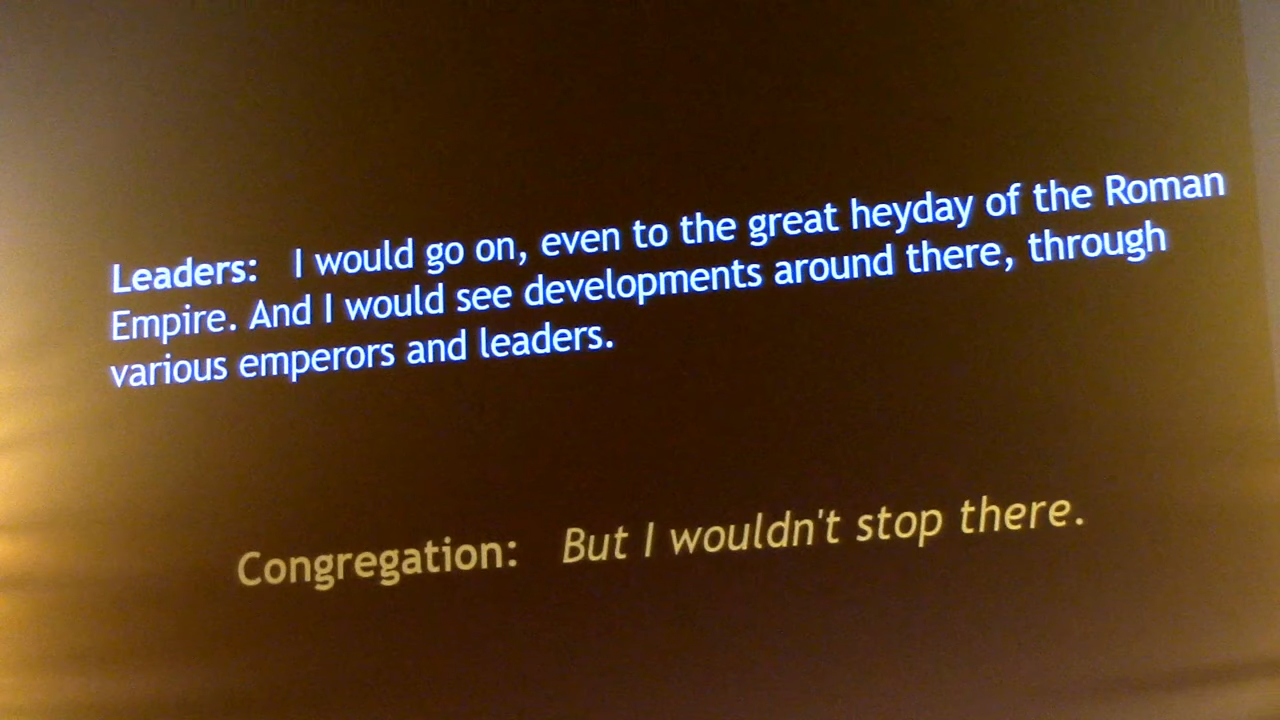 Leaders: I would go on, even to the great heyday of the Roman
Empire. And I would see developments around there, through
various emperors and leaders.
Congregation: But I wouldn't stop there.